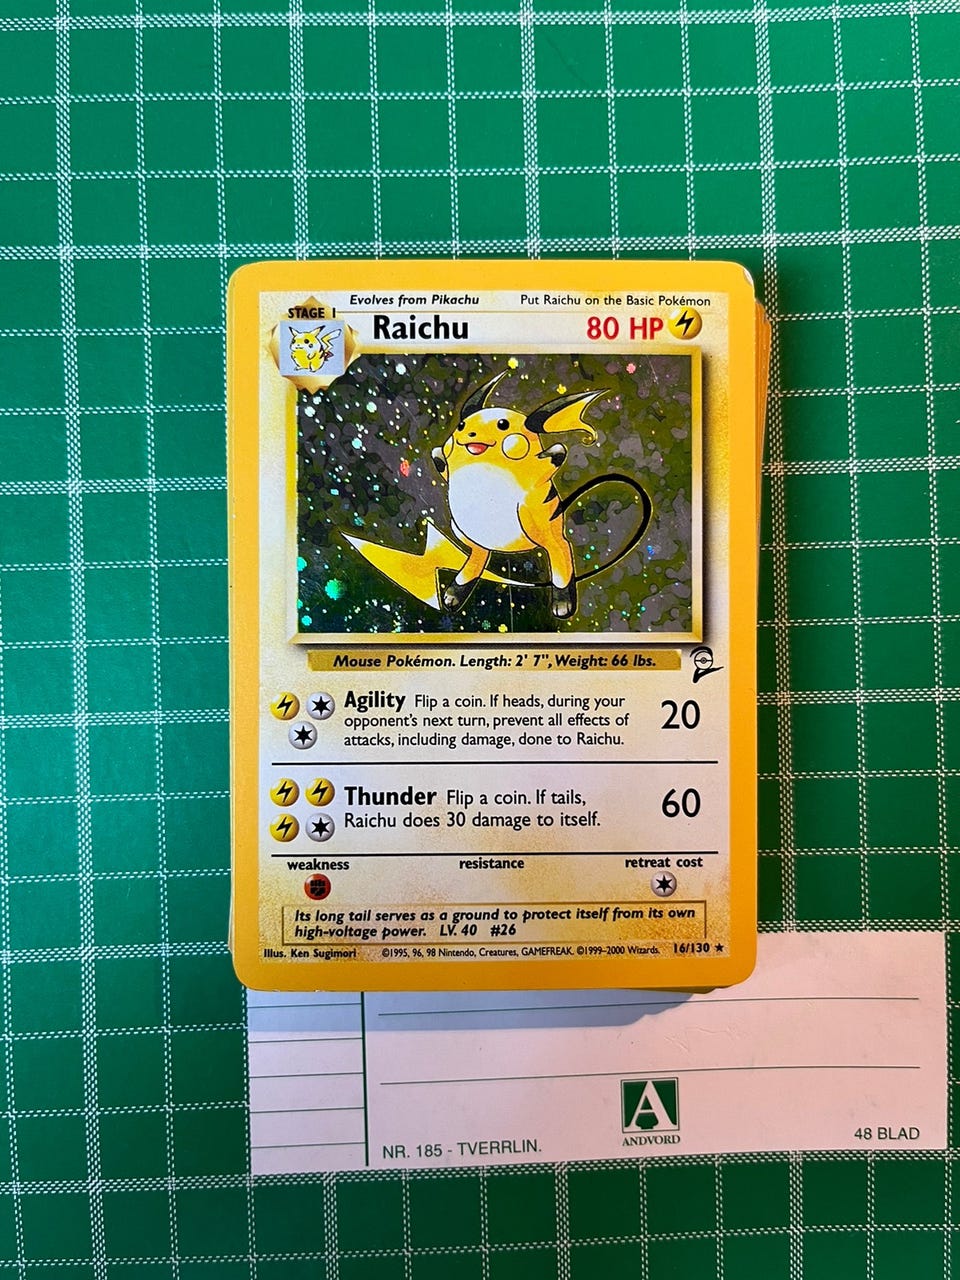 Evolves from Pikachu
Put Raichu on the Basic Pokémon
STAGE 1
Raichu
80 HP
Mouse Pokémon. Length: 2' 7", Weight: 66 lbs.
Agility Flip a coin. If heads, during your
opponent's next turn, prevent all effects of
attacks, including damage, done to Raichu.
20
Thunder Flip a coin. If tails,
Raichu does 30 damage to itself.
60
weakness
resistance
retreat cost
Its long tail serves as a ground to protect itself from its own
high-voltage power. LV. 40 #26
Illus. Ken Sugimori
©1995, 96, 98 Nintendo, Creatures, GAMEFREAK. ©1999-2000 Wizards.
16/130 ★
A
ANDVORD
NR. 185 - TVERRLIN.
48 BLAD